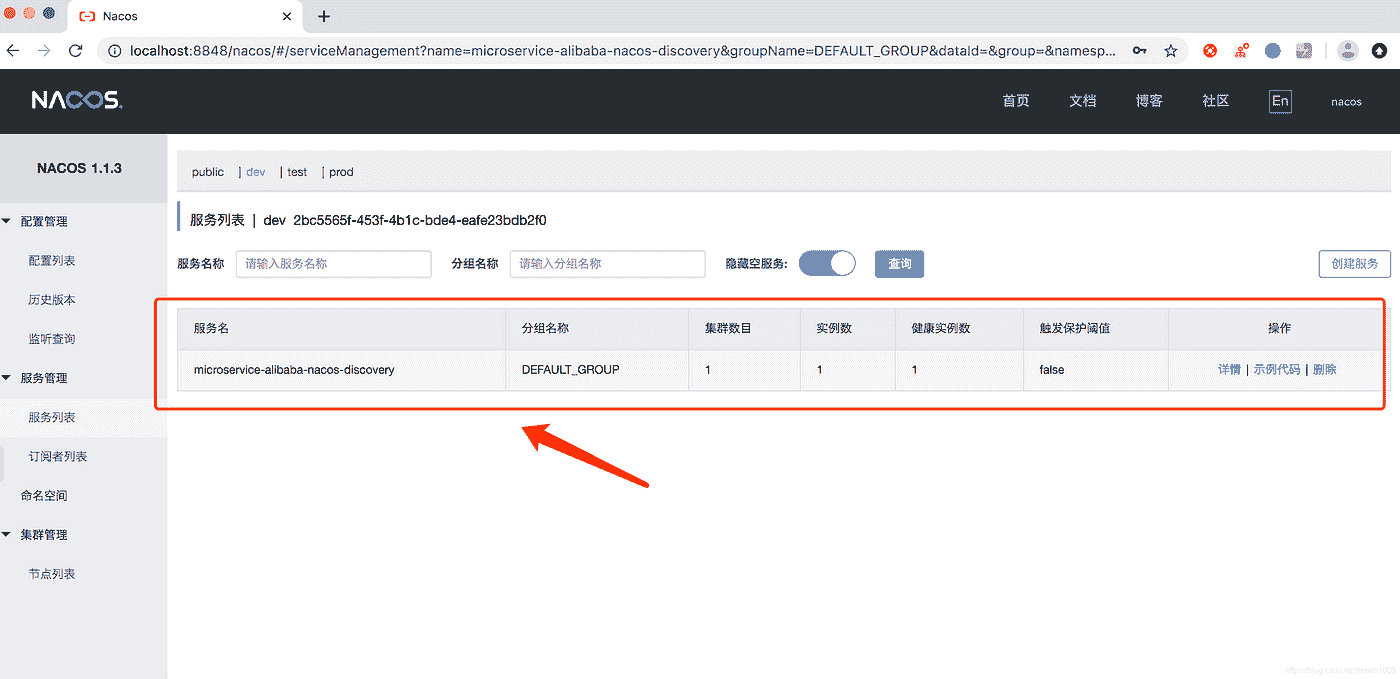 Nacos
localhost:8848/nacos/#/serviceManagement?name=microservice-alibaba-nacos-discovery&groupName=DEFAULT_GROUP&dataId=&group=&namesp...
NACOS.
首页 文档 博客 社区 En nacos
NACOS 1.1.3
public | dev | test | prod
配置管理
服务列表 | dev 2bc5565f-453f-4b1c-bde4-eafe23bdb2f0
配置列表
服务名称 请输入服务名称 分组名称 请输入分组名称 隐藏空服务: 查询 创建服务
历史版本
服务名 分组名称 集群数目 实例数 健康实例数 触发保护阈值 操作
监听查询
microservice-alibaba-nacos-discovery DEFAULT_GROUP 1 1 1 false 详情 | 示例代码 | 删除
服务管理
服务列表
订阅者列表
命名空间
集群管理
节点列表